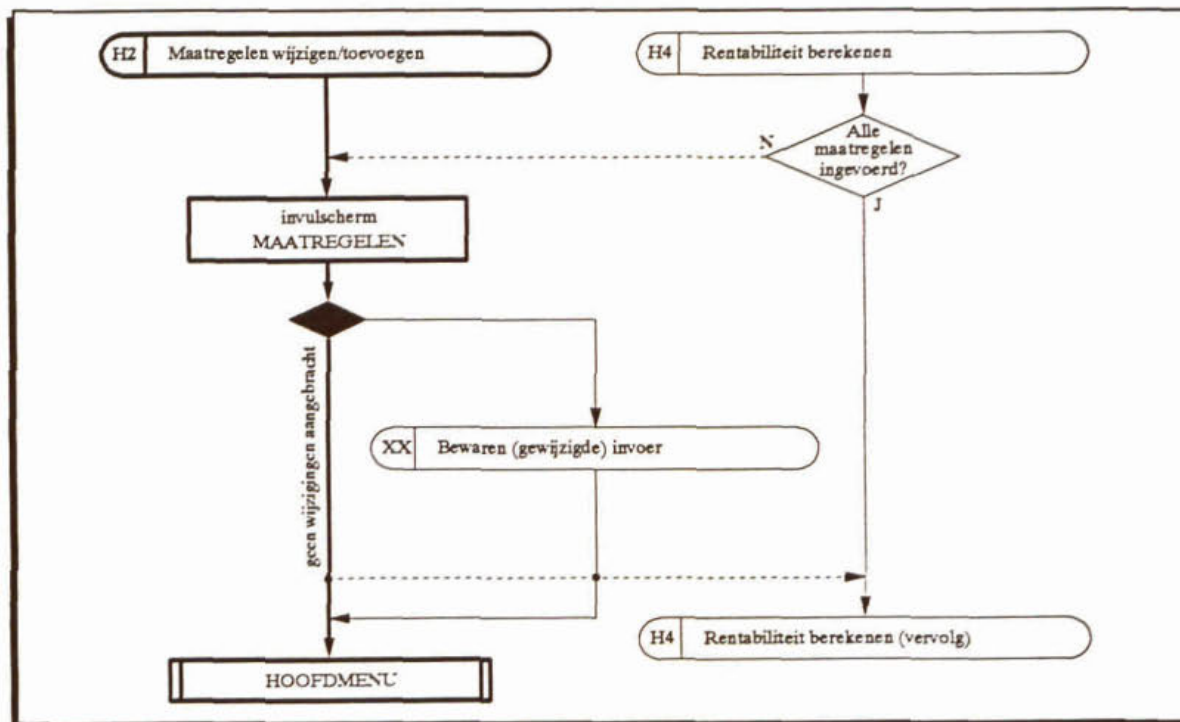 H2 Maatregelen wijzigen/toevoegen
H4 Rentabiliteit berekenen
Alle
maatregelen
ingevoerd?
N
J
invulscherm
MAATREGELEN
geen wijzigingen aangebracht
XX Bewaren (gewijzigde) invoer
H4 Rentabiliteit berekenen (vervolg)
HOOFDMENU